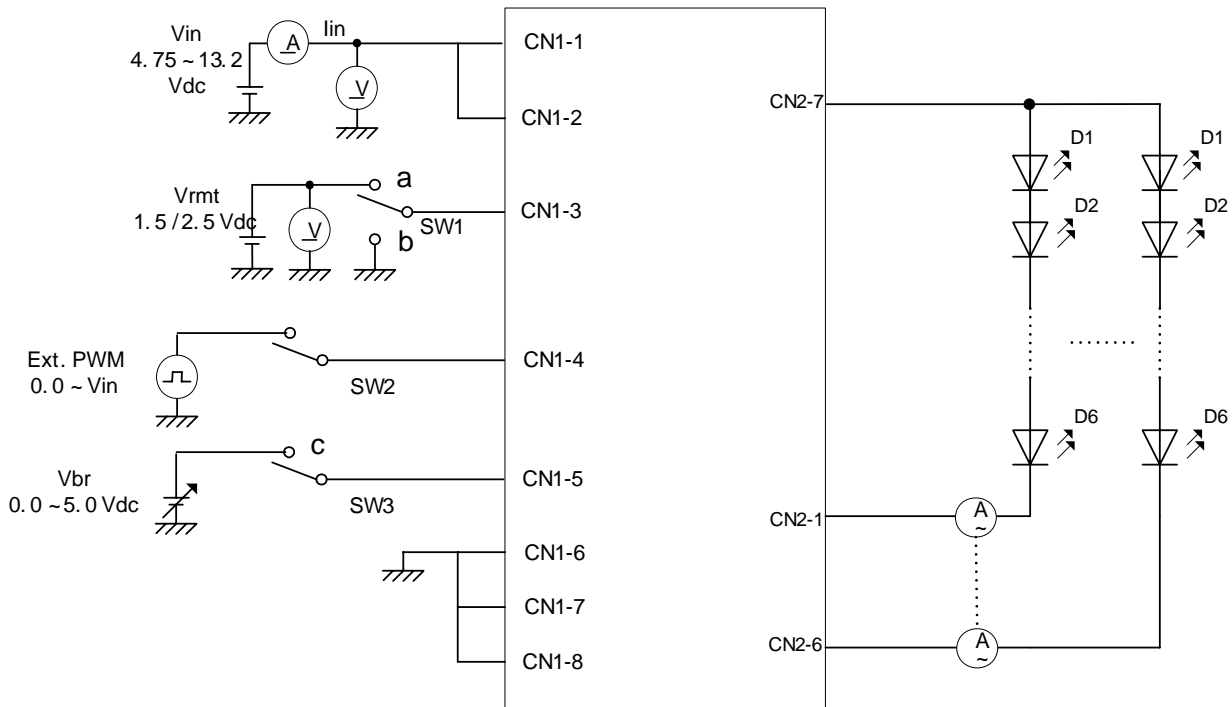 Vin
4.75~13.2
Vdc
A
Iin
V
CN1-1
CN1-2
Vrmt
1.5/2.5 Vdc
V
a
b
SW1
CN1-3
Ext. PWM
0.0~Vin
SW2
CN1-4
Vbr
0.0~5.0 Vdc
c
SW3
CN1-5
CN1-6
CN1-7
CN1-8
CN2-7
D1
D1
D2
D2
D6
D6
CN2-1
A
~
CN2-6
A
~